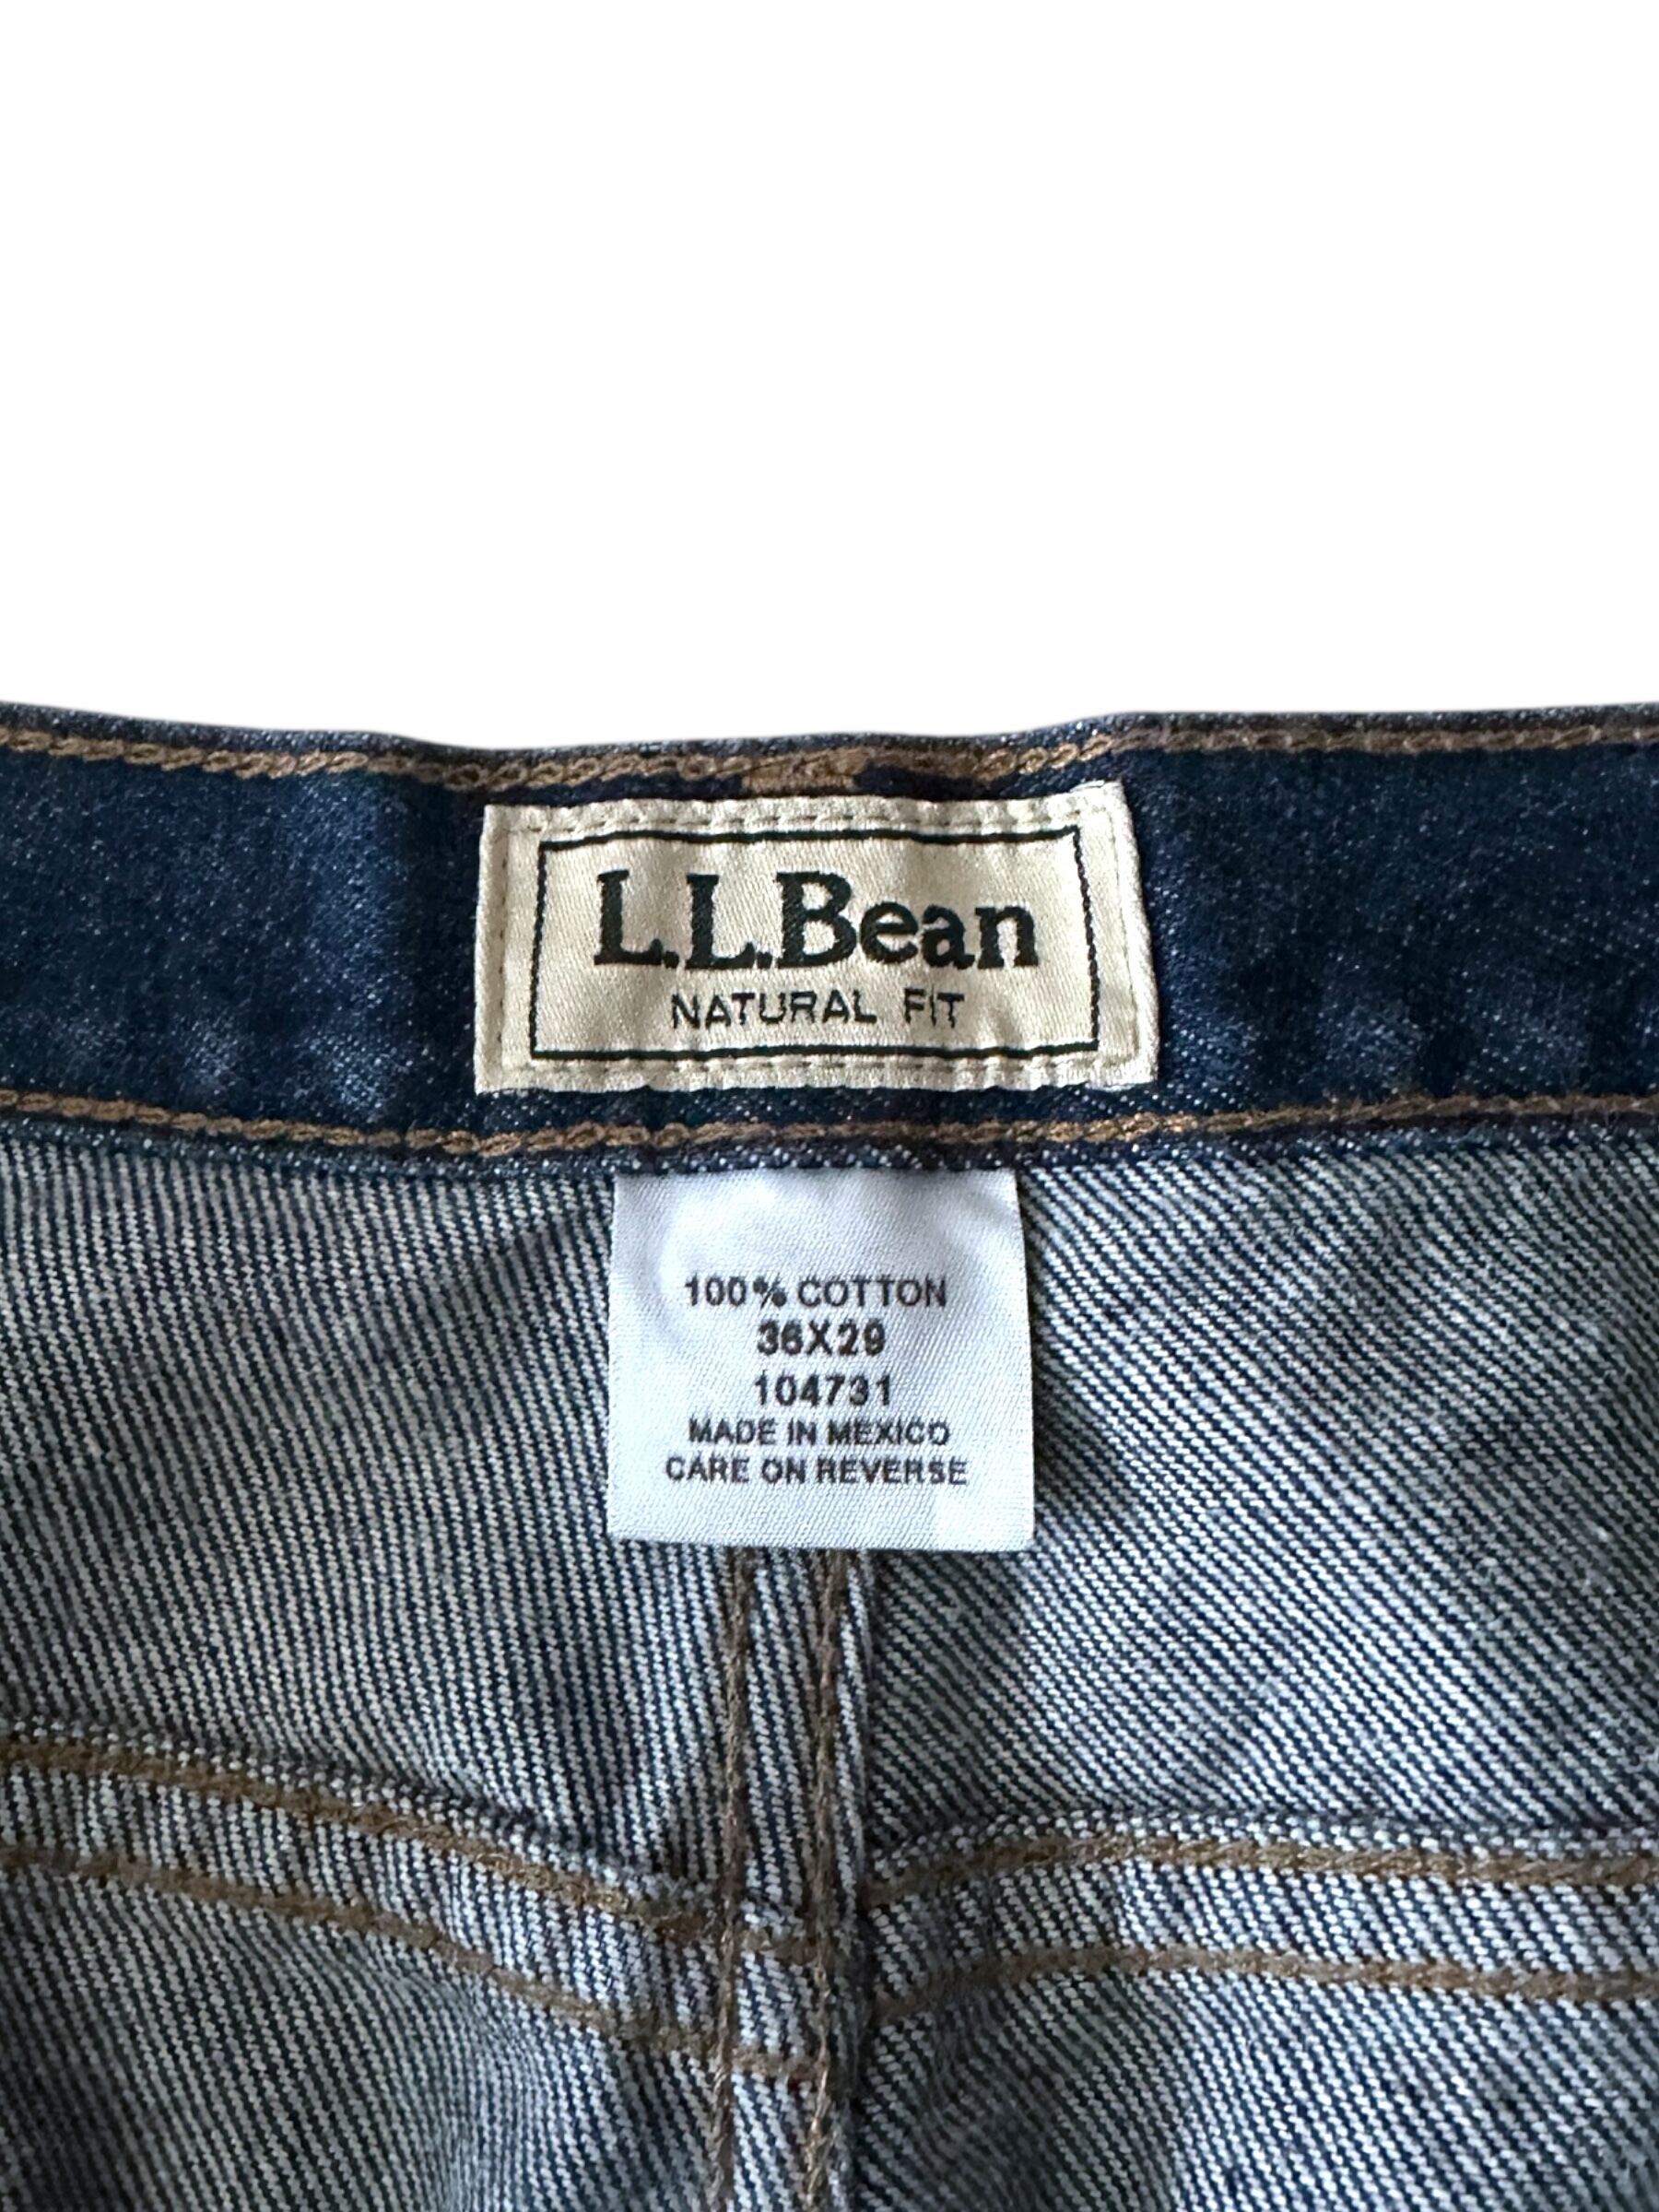 L.L.Bean
NATURAL FIT
100% COTTON
36X29
104731
MADE IN MEXICO
CARE ON REVERSE